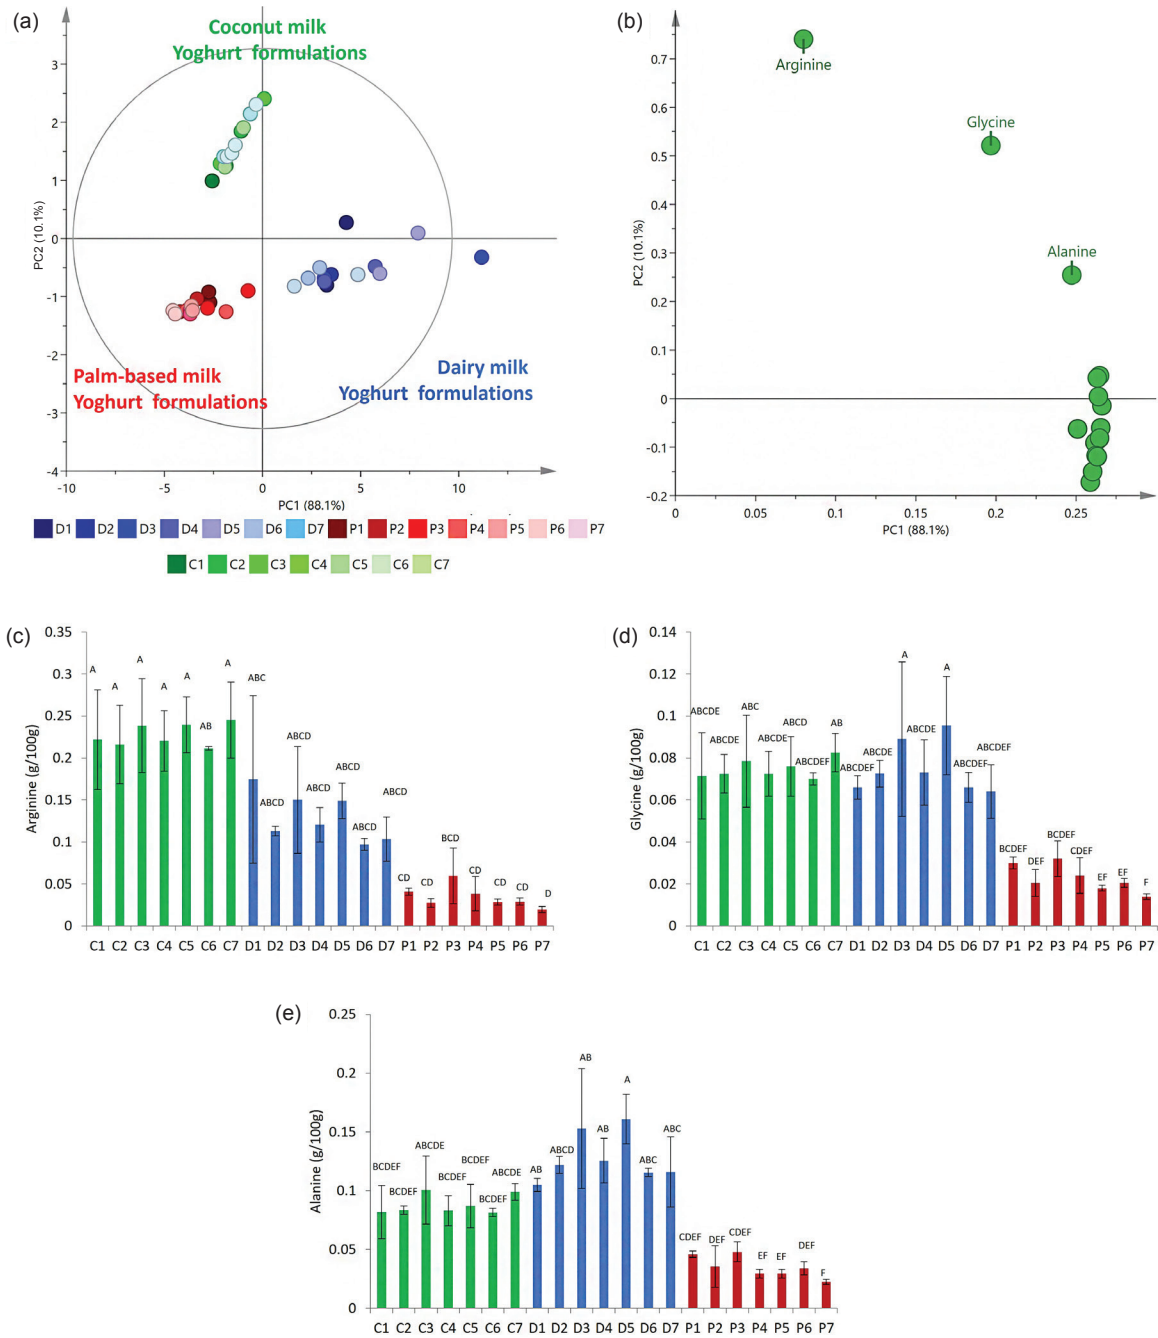 (a)
Coconut milk
Yoghurt formulations
3
2
1
0
-1
-2
-3
-4
PC2 (10.1%)
Palm-based milk
Yoghurt formulations
Dairy milk
Yoghurt formulations
-10 -5 0 5 10
PC1 (88.1%)
D1 D2 D3 D4 D5 D6 D7 P1 P2 P3 P4 P5 P6 P7
C1 C2 C3 C4 C5 C6 C7
(b)
0.7
0.6
0.5
0.4
0.3
0.2
0.1
0
-0.1
-0.2
PC2 (10.1%)
Arginine
Glycine
Alanine
0 0.05 0.1 0.15 0.2 0.25
PC1 (88.1%)
(c)
0.35
0.3
0.25
0.2
0.15
0.1
0.05
0
Arginine (g/100g)
A A A A A AB A ABC ABCD ABCD ABCD ABCD ABCD ABCD CD CD BCD CD CD CD D
C1 C2 C3 C4 C5 C6 C7 D1 D2 D3 D4 D5 D6 D7 P1 P2 P3 P4 P5 P6 P7
(d)
0.14
0.12
0.1
0.08
0.06
0.04
0.02
0
Glycine (g/100g)
ABCDE ABCDE ABC ABCDE ABCD ABCDEF AB ABCDEF ABCDE A ABCDE A ABCDEF ABCDEF BCDEF DEF BCDEF CDEF EF EF F
C1 C2 C3 C4 C5 C6 C7 D1 D2 D3 D4 D5 D6 D7 P1 P2 P3 P4 P5 P6 P7
(e)
0.25
0.2
0.15
0.1
0.05
0
Alanine (g/100g)
BCDEF BCDEF ABCDE BCDEF BCDEF BCDEF ABCDE AB ABCD AB AB A ABC ABC CDEF DEF CDEF EF EF DEF F
C1 C2 C3 C4 C5 C6 C7 D1 D2 D3 D4 D5 D6 D7 P1 P2 P3 P4 P5 P6 P7